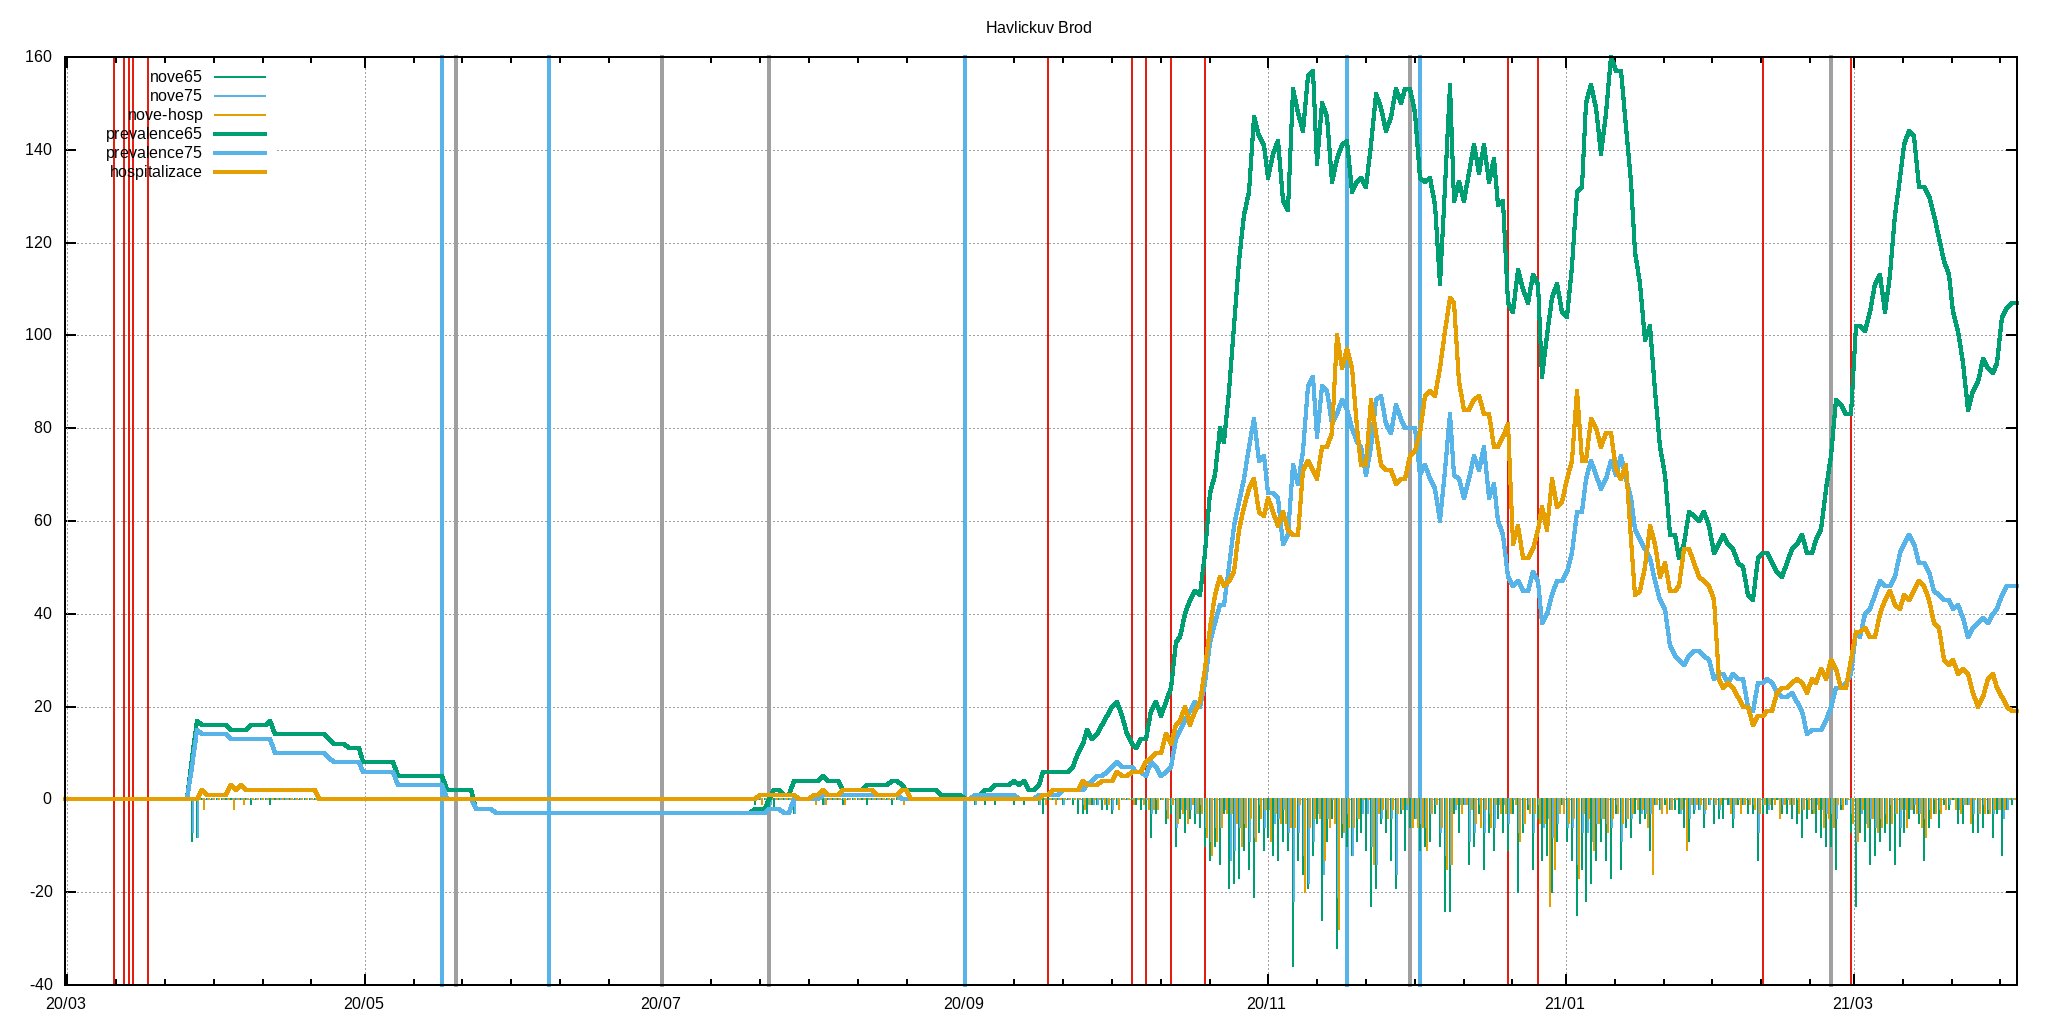 Havlickuv Brod
160
140
120
100
80
60
40
20
0
-20
-40
nove65
nove75
nove-hosp
prevalence65
prevalence75
hospitalizace
20/03 20/05 20/07 20/09 20/11 21/01 21/03